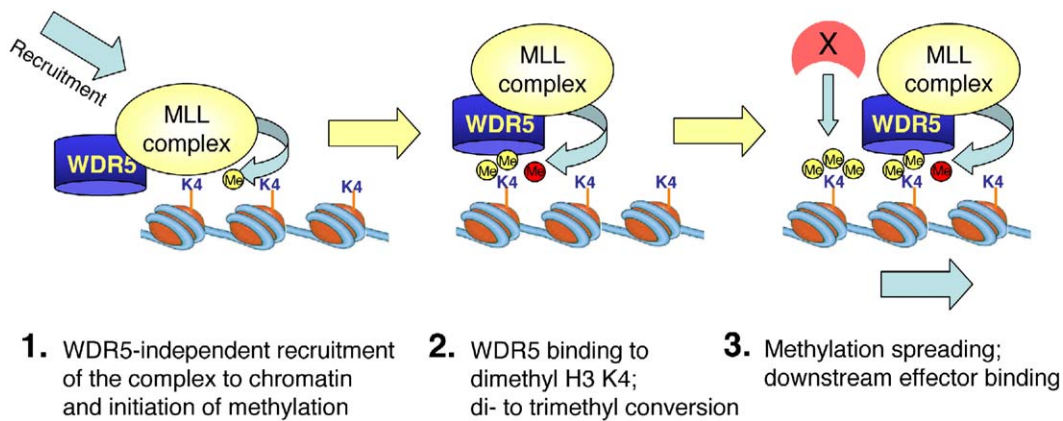 Recruitment
MLL
complex
WDR5
K4
Me
K4
K4
MLL
complex
WDR5
Me
Me
Me
K4
K4
K4
X
MLL
complex
WDR5
Me
Me
Me
Me
Me
Me
K4
K4
K4
1. WDR5-independent recruitment
of the complex to chromatin
and initiation of methylation
2. WDR5 binding to
dimethyl H3 K4;
di- to trimethyl conversion
3. Methylation spreading;
downstream effector binding